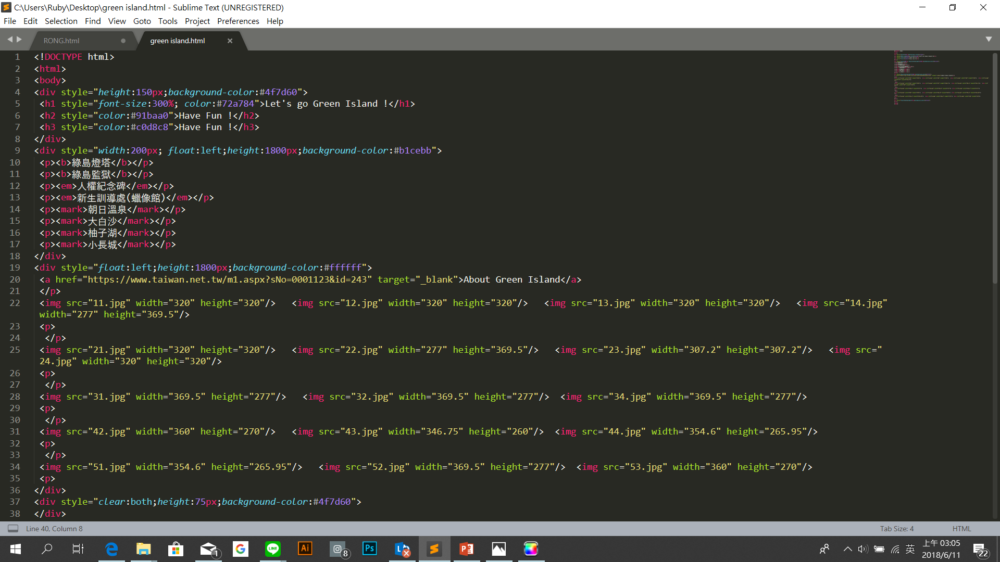 C:\Users\Ruby\Desktop\green island.html - Sublime Text (UNREGISTERED)
File Edit Selection Find View Goto Tools Project Preferences Help
RONG.html green island.html
1 <!DOCTYPE html>
2 <html>
3 <body>
4 <div style="height:150px;background-color:#4f7d60">
5 <h1 style="font-size:300%; color:#72a784">Let's go Green Island !</h1>
6 <h2 style="color:#91baa0">Have Fun !</h2>
7 <h3 style="color:#c0d8c8">Have Fun !</h3>
8 </div>
9 <div style="width:200px; float:left;height:1800px;background-color:#b1cebb">
10 <p><b>綠島燈塔</b></p>
11 <p><b>綠島監獄</b></p>
12 <p><em>人權紀念碑</em></p>
13 <p><em>新生訓導處(蠟像館)</em></p>
14 <p><mark>朝日溫泉</mark></p>
15 <p><mark>大白沙</mark></p>
16 <p><mark>柚子湖</mark></p>
17 <p><mark>小長城</mark></p>
18 </div>
19 <div style="float:left;height:1800px;background-color:#ffffff">
20 <a href="https://www.taiwan.net.tw/m1.aspx?sNo=0001123&id=243" target="_blank">About Green Island</a>
21 </p>
22 <img src="11.jpg" width="320" height="320"/> <img src="12.jpg" width="320" height="320"/> <img src="13.jpg" width="320" height="320"/> <img src="14.jpg"
width="277" height="369.5"/>
23 <p>
24 </p>
25 <img src="21.jpg" width="320" height="320"/> <img src="22.jpg" width="277" height="369.5"/> <img src="23.jpg" width="307.2" height="307.2"/> <img src="
24.jpg" width="320" height="320"/>
26 <p>
27 </p>
28 <img src="31.jpg" width="369.5" height="277"/> <img src="32.jpg" width="369.5" height="277"/> <img src="34.jpg" width="369.5" height="277"/>
29 <p>
30 </p>
31 <img src="42.jpg" width="360" height="270"/> <img src="43.jpg" width="346.75" height="260"/> <img src="44.jpg" width="354.6" height="265.95"/>
32 <p>
33 </p>
34 <img src="51.jpg" width="354.6" height="265.95"/> <img src="52.jpg" width="369.5" height="277"/> <img src="53.jpg" width="360" height="270"/>
35 <p>
36 </div>
37 <div style="clear:both;height:75px;background-color:#4f7d60">
38 </div>
Line 40, Column 8 Tab Size: 4 HTML
1 G LINE Ai 8 Ps 英 上午 03:05
2018/6/11 22